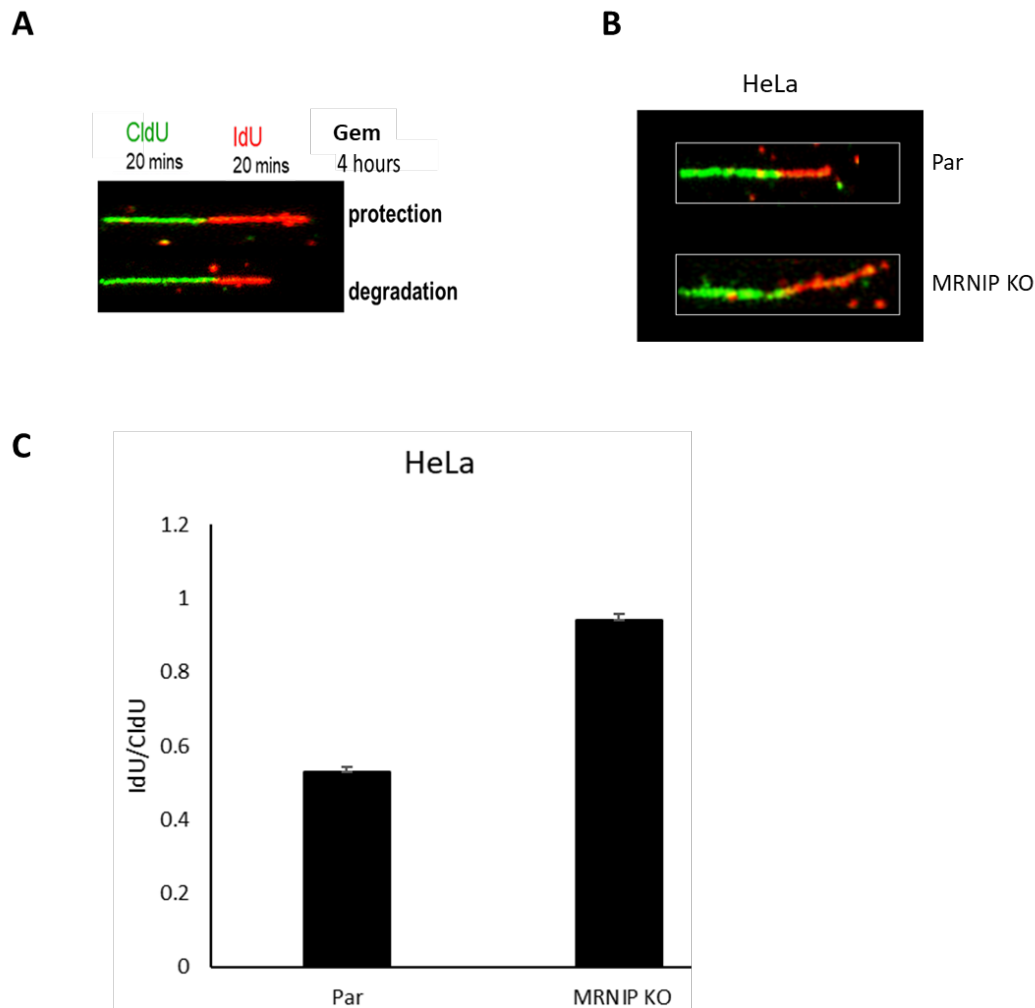 A
CldU IdU Gem
20 mins 20 mins 4 hours
protection
degradation
B
HeLa
Par
MRNIP KO
C
HeLa
IdU/CldU
1.2
1
0.8
0.6
0.4
0.2
0
Par MRNIP KO